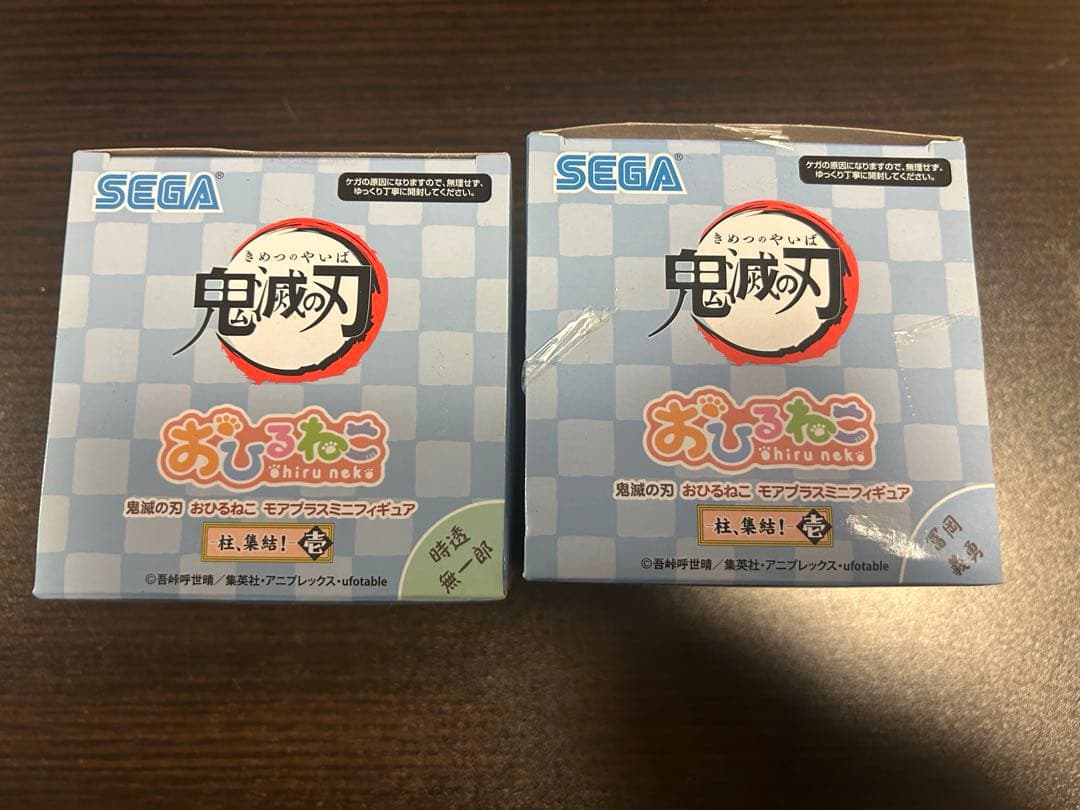 SEGA®
ケガの原因になりますので、無理せず、
ゆっくり丁寧に開封してください。
きめつのやいば
鬼滅の刃
おひるねこ
Ohiru neko
鬼滅の刃 おひるねこ モアプラスミニフィギュア
柱、集結! 壱
時透
無一郎
©吾峠呼世晴／集英社・アニプレックス・ufotable
SEGA®
ケガの原因になりますので、無理せず、
ゆっくり丁寧に開封してください。
きめつのやいば
鬼滅の刃
おひるねこ
Ohiru neko
鬼滅の刃 おひるねこ モアプラスミニフィギュア
柱、集結! 壱
冨岡
義勇
©吾峠呼世晴／集英社・アニプレックス・ufotable